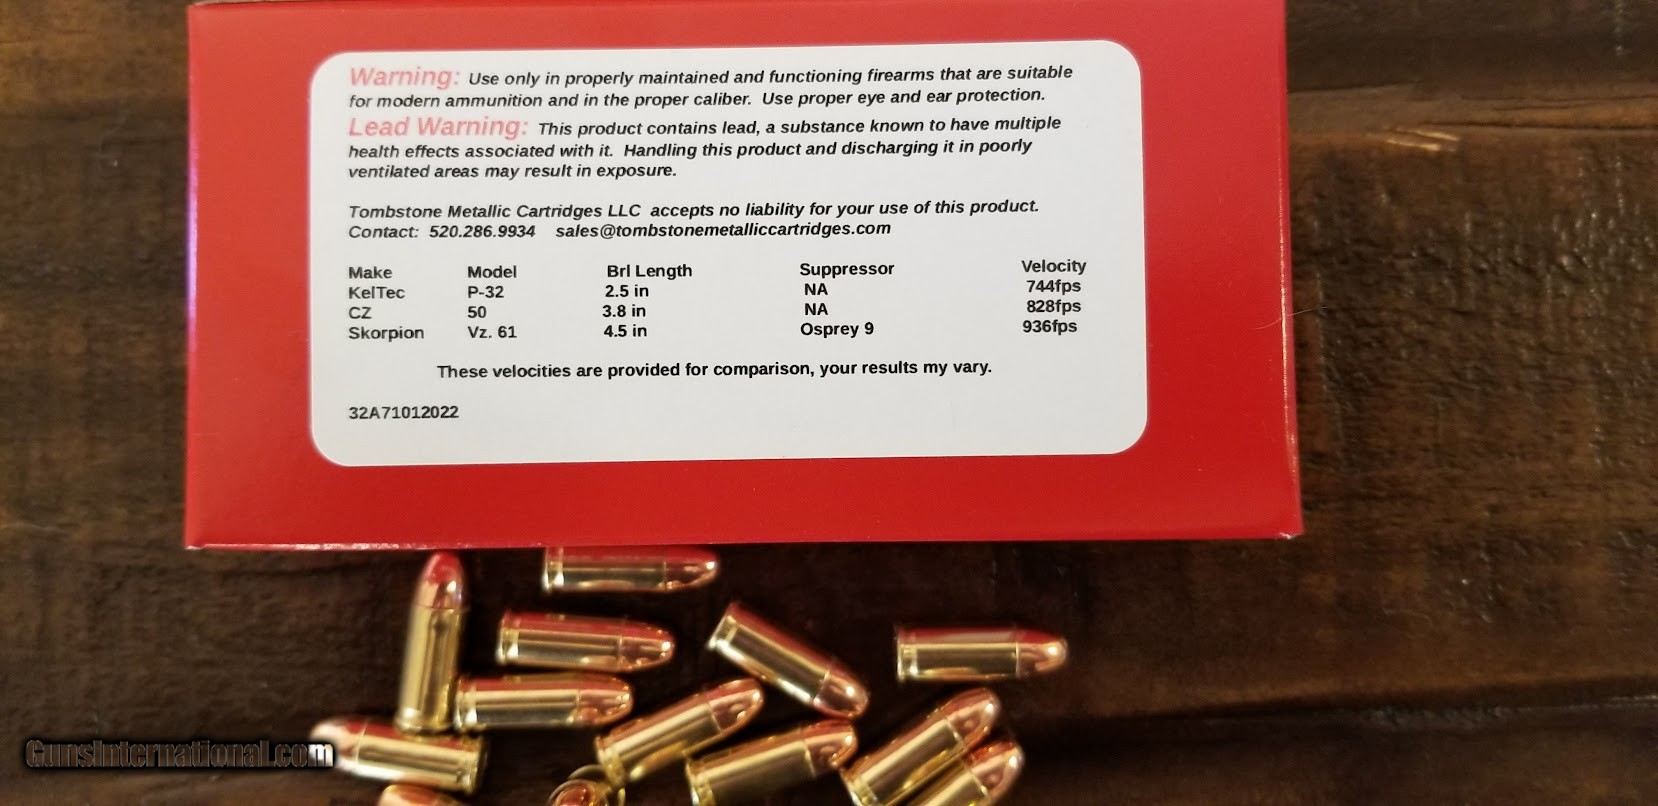 Warning: Use only in properly maintained and functioning firearms that are suitable
for modern ammunition and in the proper caliber. Use proper eye and ear protection.
Lead Warning: This product contains lead, a substance known to have multiple
health effects associated with it. Handling this product and discharging it in poorly
ventilated areas may result in exposure.
Tombstone Metallic Cartridges LLC accepts no liability for your use of this product.
Contact: 520.286.9934 sales@tombstonemetalliccartridges.com
Make Model Brl Length Suppressor Velocity
KelTec P-32 2.5 in NA 744fps
CZ 50 3.8 in NA 828fps
Skorpion Vz. 61 4.5 in Osprey 9 936fps
These velocities are provided for comparison, your results my vary.
32A71012022
GunsInternational.com